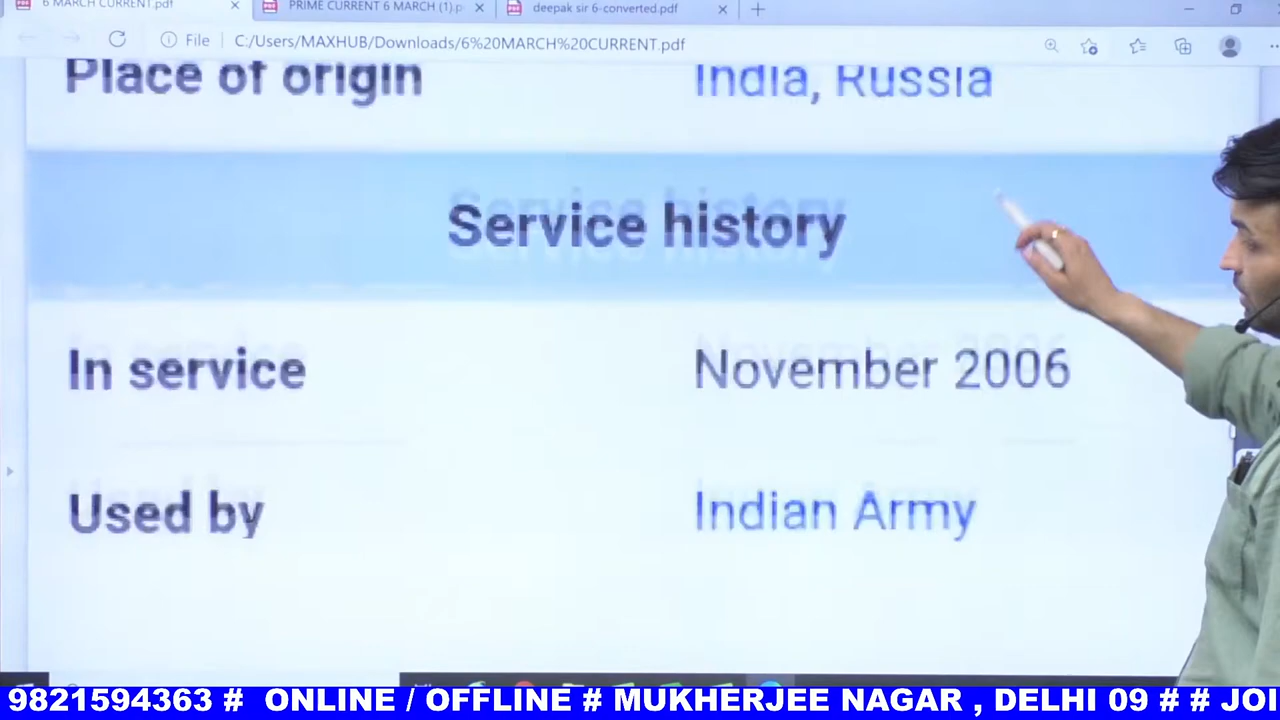 6 MARCH CURRENT.pdf
PRIME CURRENT 6 MARCH (1).p
deepak sir 6-converted.pdf
File
C:/Users/MAXHUB/Downloads/6%20MARCH%20CURRENT.pdf
Place of origin India, Russia
Service history
In service November 2006
Used by Indian Army
9821594363 # ONLINE / OFFLINE # MUKHERJEE NAGAR , DELHI 09 # # JOI